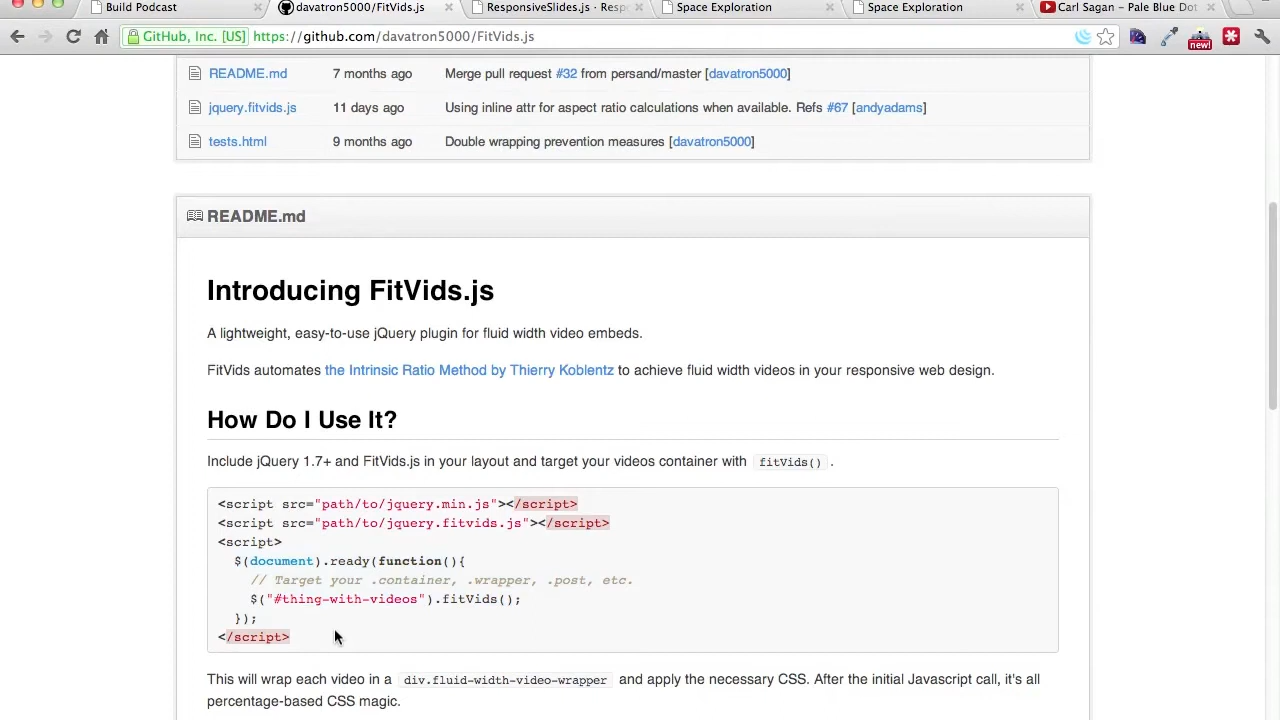 Build Podcast
davatron5000/FitVids.js
ResponsiveSlides.js · Resp
Space Exploration
Space Exploration
Carl Sagan - Pale Blue Dot
GitHub, Inc. [US] https://github.com/davatron5000/FitVids.js
new!
README.md 7 months ago Merge pull request #32 from persand/master [davatron5000]
jquery.fitvids.js 11 days ago Using inline attr for aspect ratio calculations when available. Refs #67 [andyadams]
tests.html 9 months ago Double wrapping prevention measures [davatron5000]
README.md
Introducing FitVids.js
A lightweight, easy-to-use jQuery plugin for fluid width video embeds.
FitVids automates the Intrinsic Ratio Method by Thierry Koblentz to achieve fluid width videos in your responsive web design.
How Do I Use It?
Include jQuery 1.7+ and FitVids.js in your layout and target your videos container with fitVids() .
<script src="path/to/jquery.min.js"></script>
<script src="path/to/jquery.fitvids.js"></script>
<script>
$(document).ready(function(){
// Target your .container, .wrapper, .post, etc.
$("#thing-with-videos").fitVids();
});
</script>
This will wrap each video in a div.fluid-width-video-wrapper and apply the necessary CSS. After the initial Javascript call, it's all
percentage-based CSS magic.